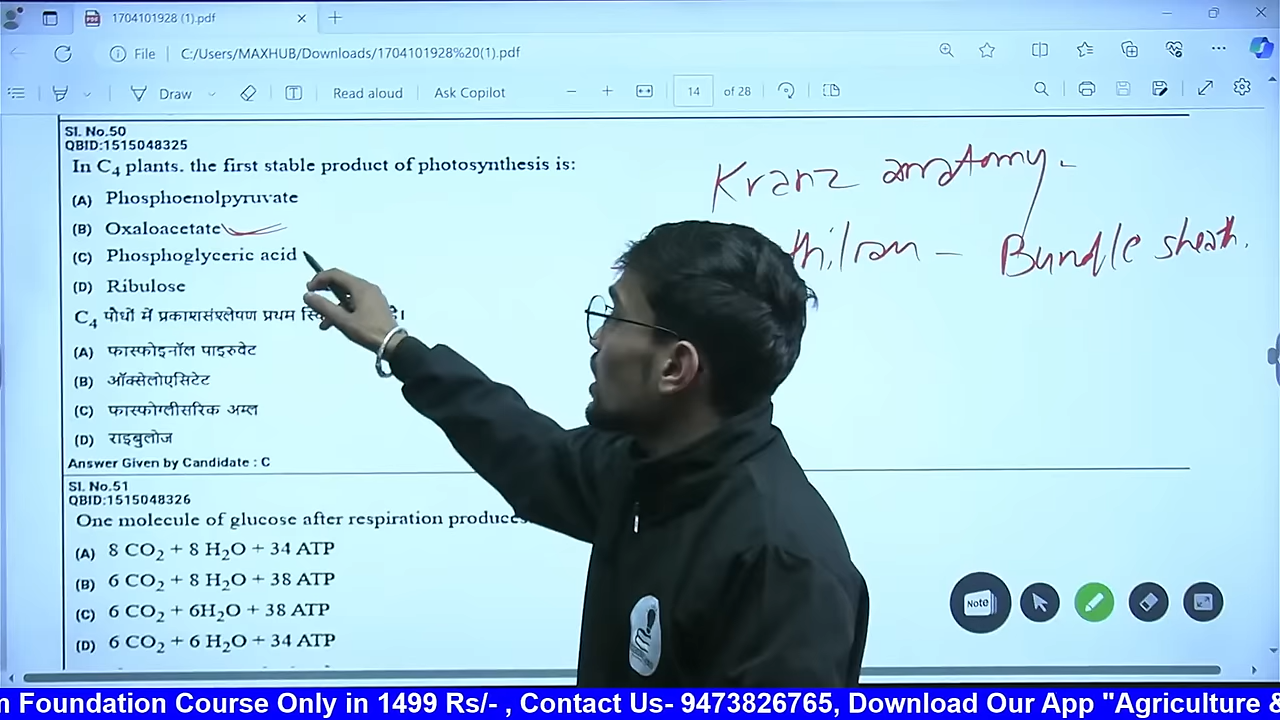 1704101928 (1).pdf
File C:/Users/MAXHUB/Downloads/1704101928%20(1).pdf
Draw Read aloud Ask Copilot 14 of 28
Sl. No.50
QBID:1515048325
In C4 plants. the first stable product of photosynthesis is:
(A) Phosphoenolpyruvate
(B) Oxaloacetate
(C) Phosphoglyceric acid
(D) Ribulose
C4 पौधों में प्रकाशसंश्लेषण प्रथम
(A) फास्फोइनॉल पाइरुवेट
(B) ऑक्सेलोएसिटेट
(C) फास्फोग्लीसरिक अम्ल
(D) राइबुलोज
Answer Given by Candidate : C
Kranz anatomy
Bundle sheath.
Sl. No.51
QBID:1515048326
One molecule of glucose after respiration produces
(A) 8 CO2 + 8 H2O + 34 ATP
(B) 6 CO2 + 8 H2O + 38 ATP
(C) 6 CO2 + 6H2O + 38 ATP
(D) 6 CO2 + 6 H2O + 34 ATP
Note
m Foundation Course Only in 1499 Rs/- , Contact Us- 9473826765, Download Our App "Agriculture &